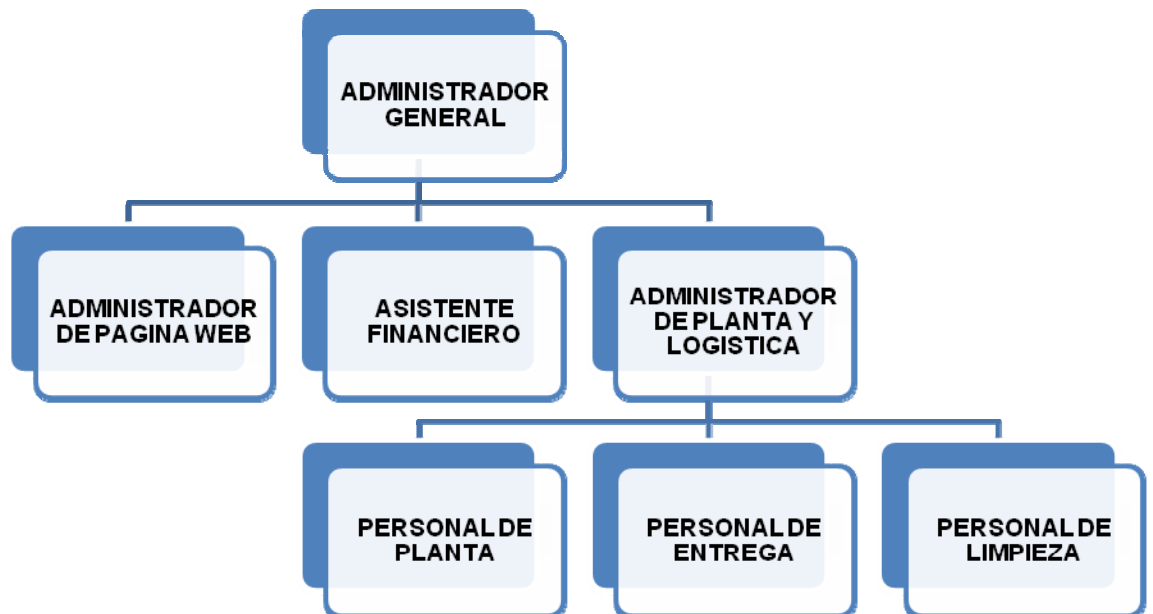 ADMINISTRADOR
GENERAL
ADMINISTRADOR
DE PAGINA WEB
ASISTENTE
FINANCIERO
ADMINISTRADOR
DE PLANTA Y
LOGISTICA
PERSONAL DE
PLANTA
PERSONAL DE
ENTREGA
PERSONAL DE
LIMPIEZA